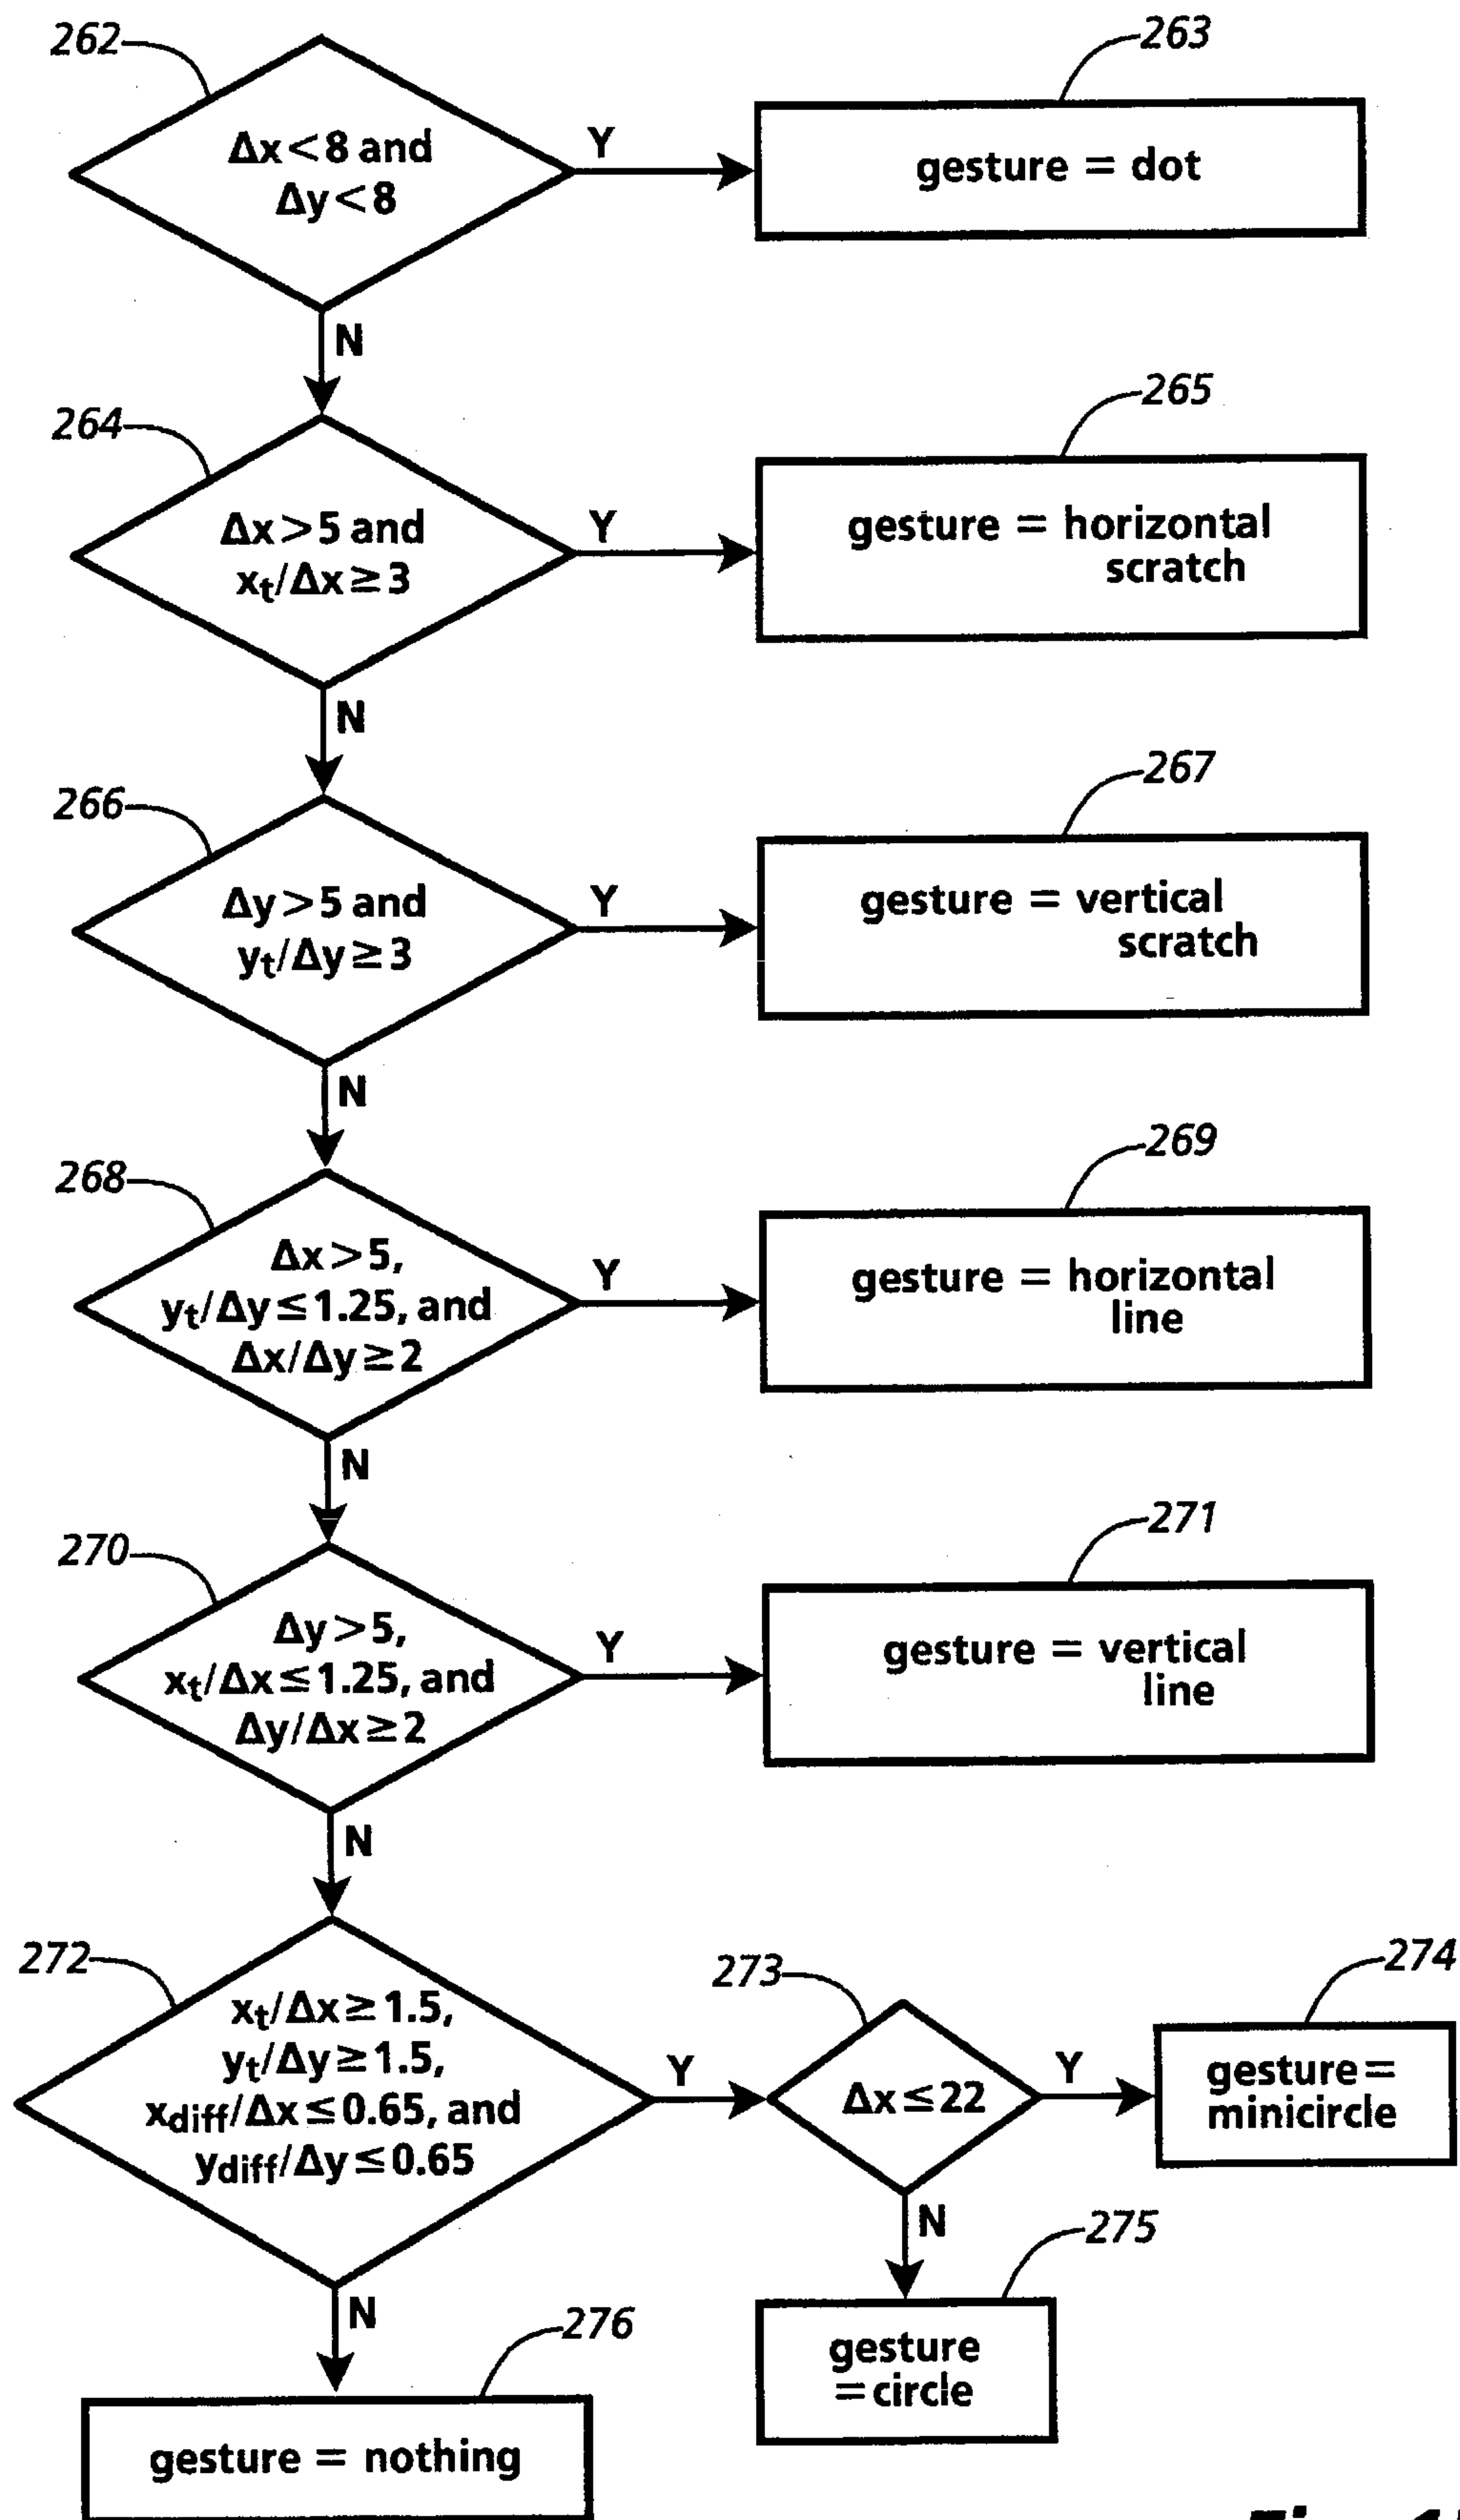 262
263
Δx<8 and
Δy<8
Y
gesture = dot
N
264
265
Δx>5 and
xt/Δx≥3
Y
gesture = horizontal
scratch
N
266
267
Δy>5 and
yt/Δy≥3
Y
gesture = vertical
scratch
N
268
269
Δx>5,
yt/Δy≤1.25, and
Δx/Δy≥2
Y
gesture = horizontal
line
N
270
271
Δy>5,
xt/Δx≤1.25, and
Δy/Δx≥2
Y
gesture = vertical
line
N
272
273
274
xt/Δx≥1.5,
yt/Δy≥1.5,
xdiff/Δx≤0.65, and
ydiff/Δy≤0.65
Y
Δx≤22
Y
gesture=
minicircle
N
275
gesture
=circle
N
276
gesture = nothing